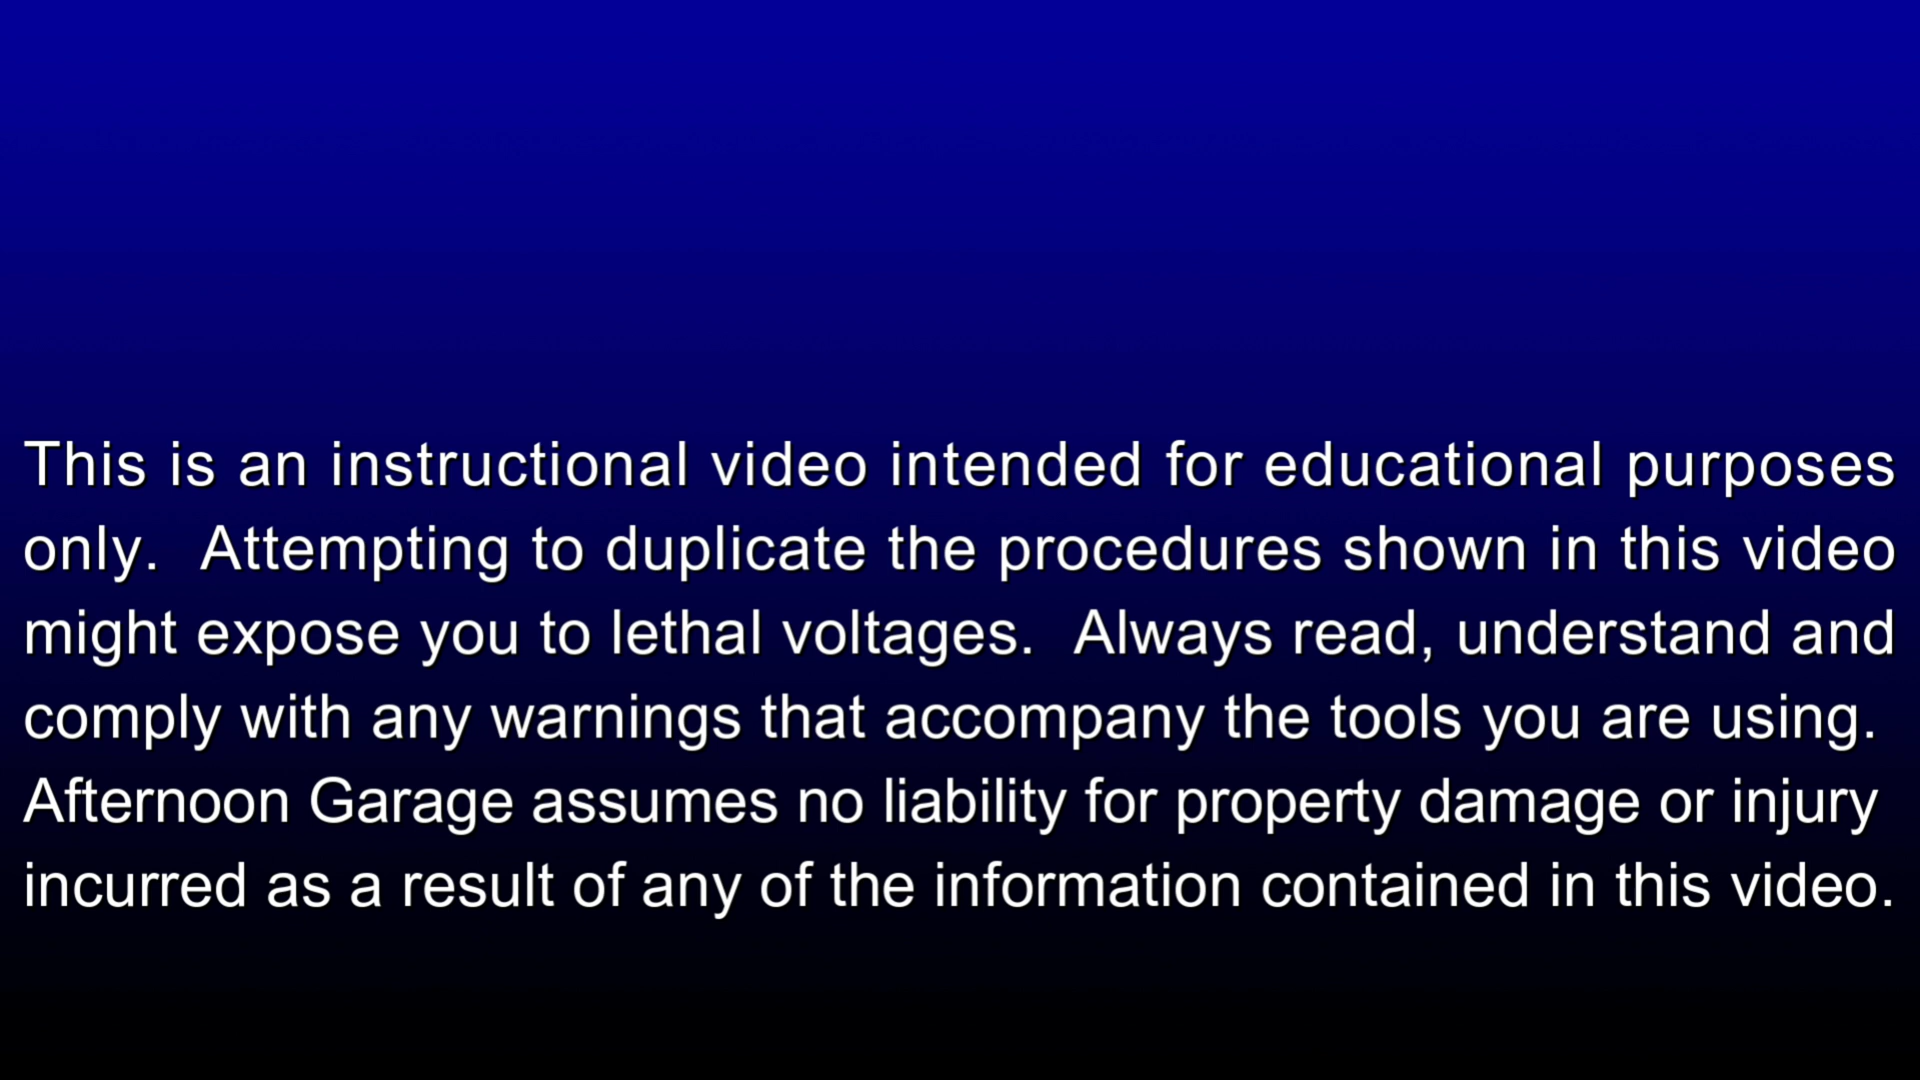 This is an instructional video intended for educational purposes
only.  Attempting to duplicate the procedures shown in this video
might expose you to lethal voltages.  Always read, understand and
comply with any warnings that accompany the tools you are using.
Afternoon Garage assumes no liability for property damage or injury
incurred as a result of any of the information contained in this video.